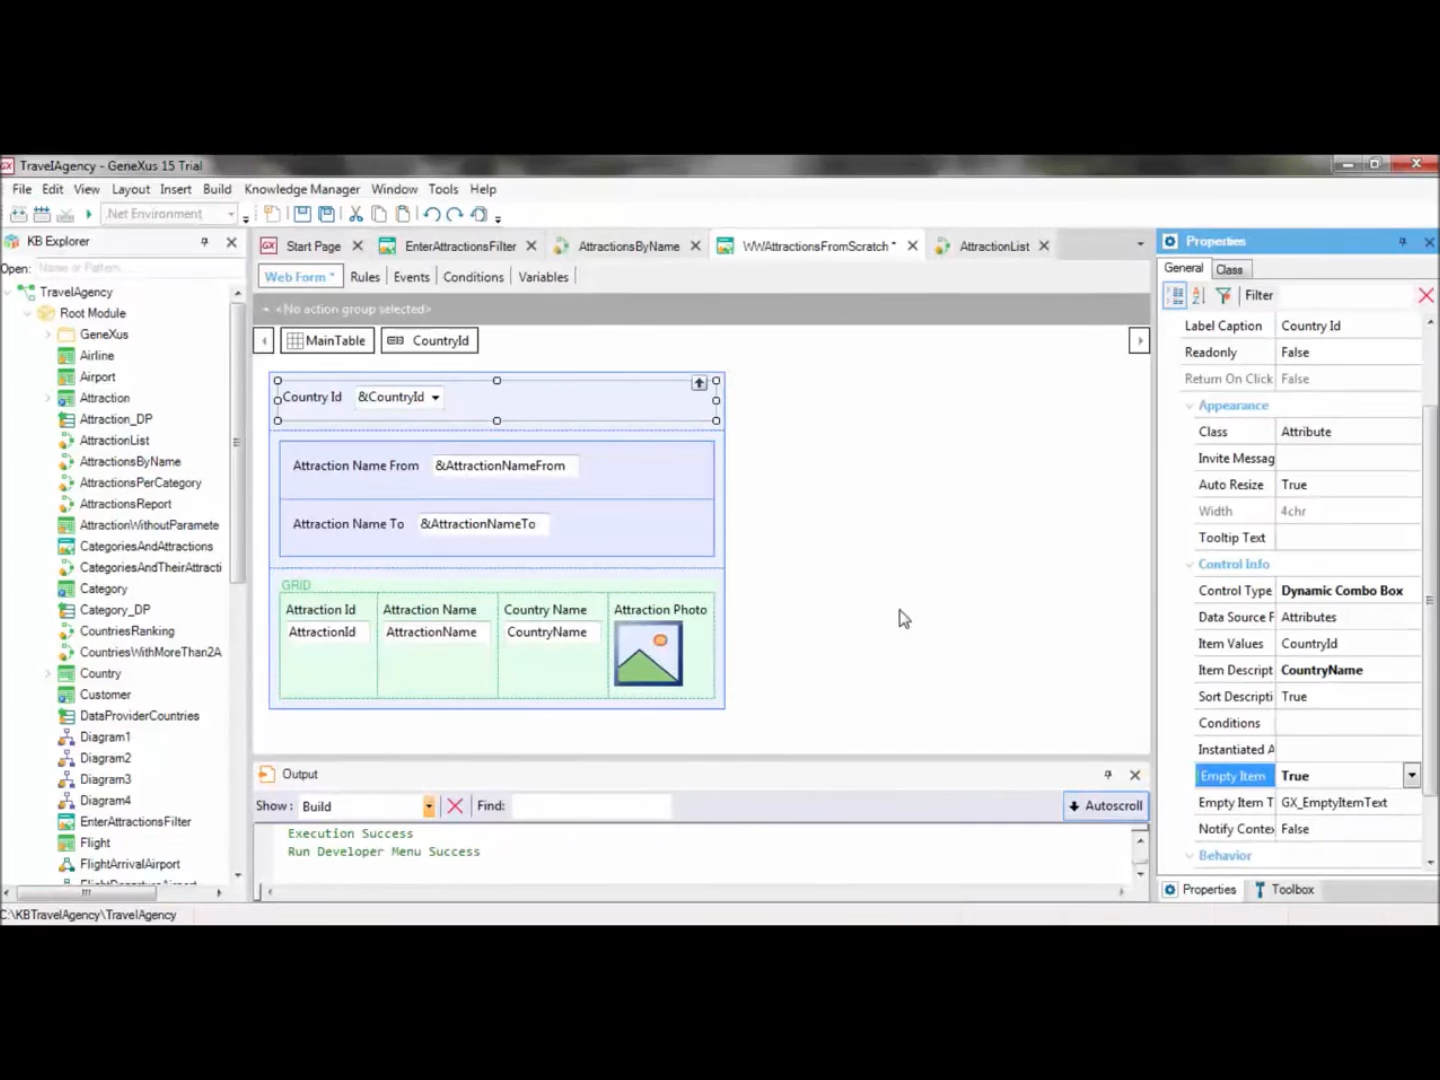 TravelAgency - GeneXus 15 Trial
File Edit View Layout Insert Build Knowledge Manager Window Tools Help
.Net Environment
KB Explorer
Start Page
EnterAttractionsFilter
AttractionsByName
WWAttractionsFromScratch *
AttractionList
Properties
Open: Name or Pattern...
Web Form * Rules Events Conditions Variables
General Class
TravelAgency
Root Module
GeneXus
Airline
Airport
Attraction
Attraction_DP
AttractionList
AttractionsByName
AttractionsPerCategory
AttractionsReport
AttractionWithoutParamete
CategoriesAndAttractions
CategoriesAndTheirAttracti
Category
Category_DP
CountriesRanking
CountriesWithMoreThan2A
Country
Customer
DataProviderCountries
Diagram1
Diagram2
Diagram3
Diagram4
EnterAttractionsFilter
Flight
FlightArrivalAirport
FlightDepartureAirport
C:\KBTravelAgency\TravelAgency
<No action group selected>
MainTable CountryId
Country Id &CountryId
Attraction Name From &AttractionNameFrom
Attraction Name To &AttractionNameTo
GRID
Attraction Id Attraction Name Country Name Attraction Photo
AttractionId AttractionName CountryName
Output
Show: Build Find: Autoscroll
Execution Success
Run Developer Menu Success
Filter
Label Caption Country Id
Readonly False
Return On Click False
Appearance
Class Attribute
Invite Messag
Auto Resize True
Width 4chr
Tooltip Text
Control Info
Control Type Dynamic Combo Box
Data Source F Attributes
Item Values CountryId
Item Descript CountryName
Sort Descripti True
Conditions
Instantiated A
Empty Item True
Empty Item T GX_EmptyItemText
Notify Contex False
Behavior
Properties Toolbox